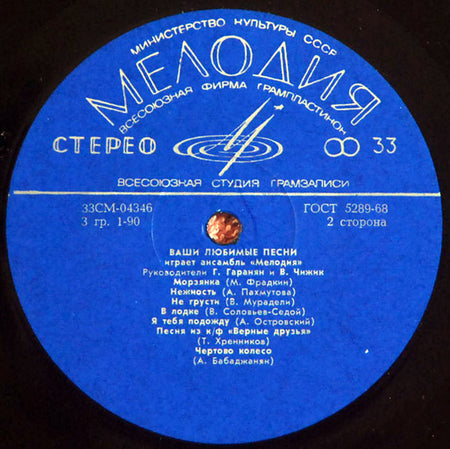 МИНИСТЕРСТВО КУЛЬТУРЫ СССР
МЕЛОДИЯ
ВСЕСОЮЗНАЯ ФИРМА ГРАМПЛАСТИНОК
СТЕРЕО
33
ВСЕСОЮЗНАЯ СТУДИЯ ГРАМЗАПИСИ
33СМ-04346
ГОСТ 5289-68
3 гр. 1-90
2 сторона
ВАШИ ЛЮБИМЫЕ ПЕСНИ
играет ансамбль «Мелодия»
Руководители Г. Гаранян и В. Чижик
Морзянка (М. Фрадкин)
Нежность (А. Пахмутова)
Не грусти (В. Мурадели)
В лодке (В. Соловьев-Седой)
Я тебя подожду (А. Островский)
Песня из к/ф «Верные друзья»
(Т. Хренников)
Чертово колесо
(А. Бабаджанян)